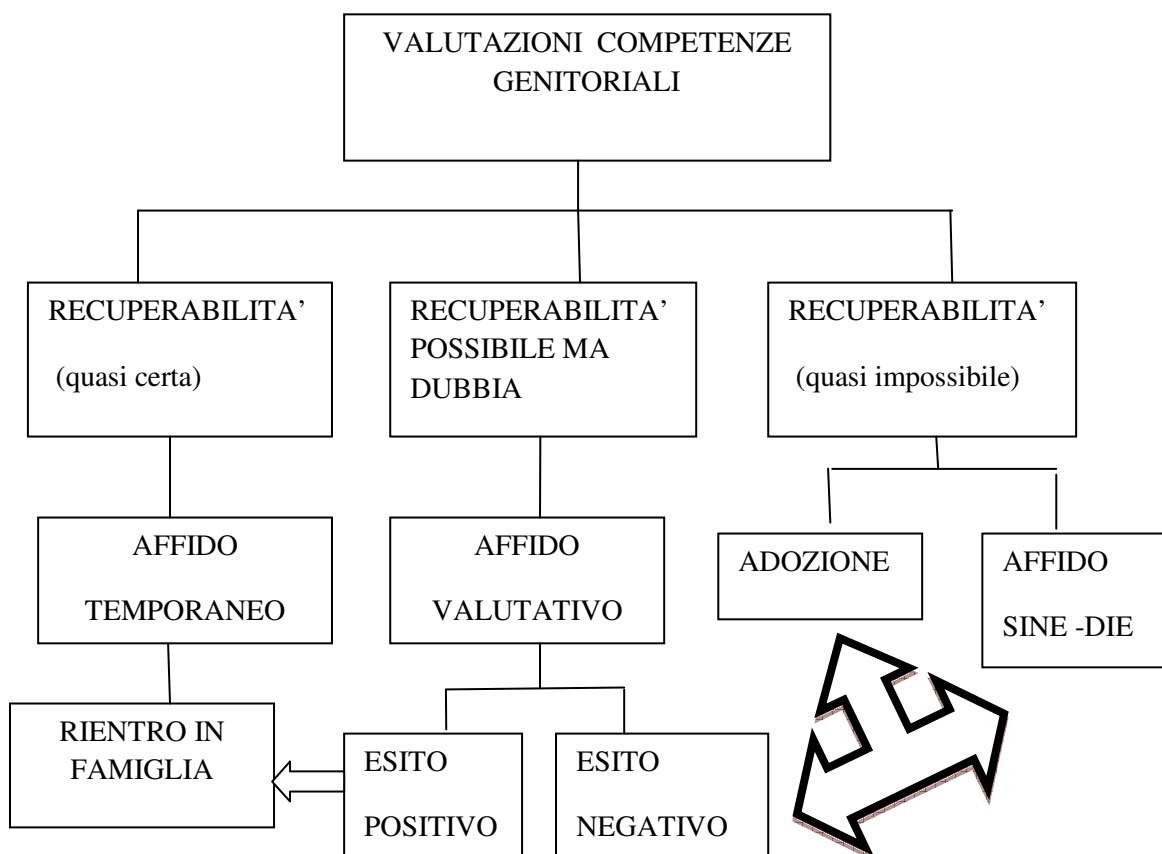 VALUTAZIONI COMPETENZE
GENITORIALI
RECUPERABILITA’
(quasi certa)
RECUPERABILITA’
POSSIBILE MA
DUBBIA
RECUPERABILITA’
(quasi impossibile)
AFFIDO
TEMPORANEO
AFFIDO
VALUTATIVO
ADOZIONE
AFFIDO
SINE -DIE
RIENTRO IN
FAMIGLIA
ESITO
POSITIVO
ESITO
NEGATIVO